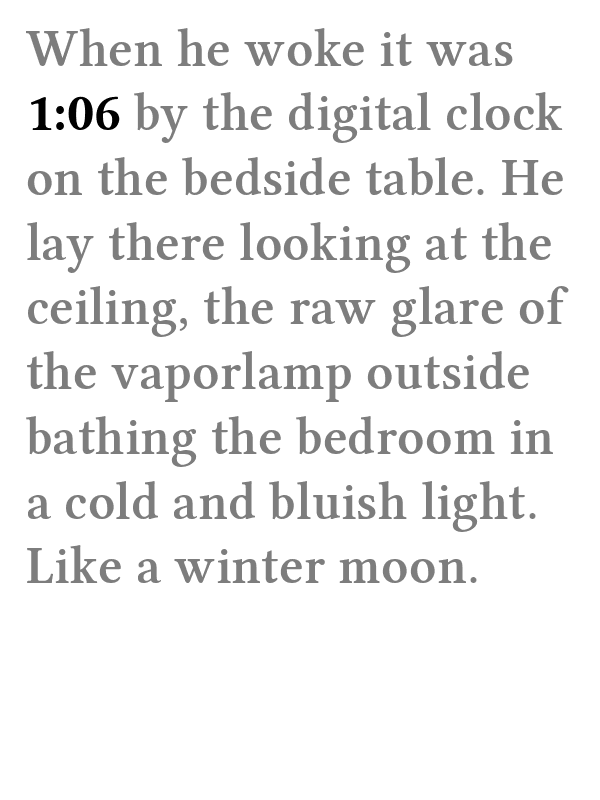 When he woke it was
1:06 by the digital clock
on the bedside table. He
lay there looking at the
ceiling, the raw glare of
the vaporlamp outside
bathing the bedroom in
a cold and bluish light.
Like a winter moon.